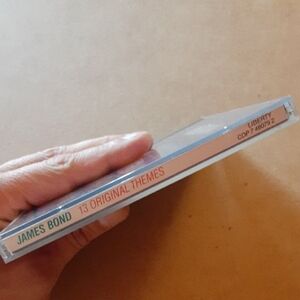 JAMES BOND 13 ORIGINAL THEMES
LIBERTY
CDP 7 46079 2